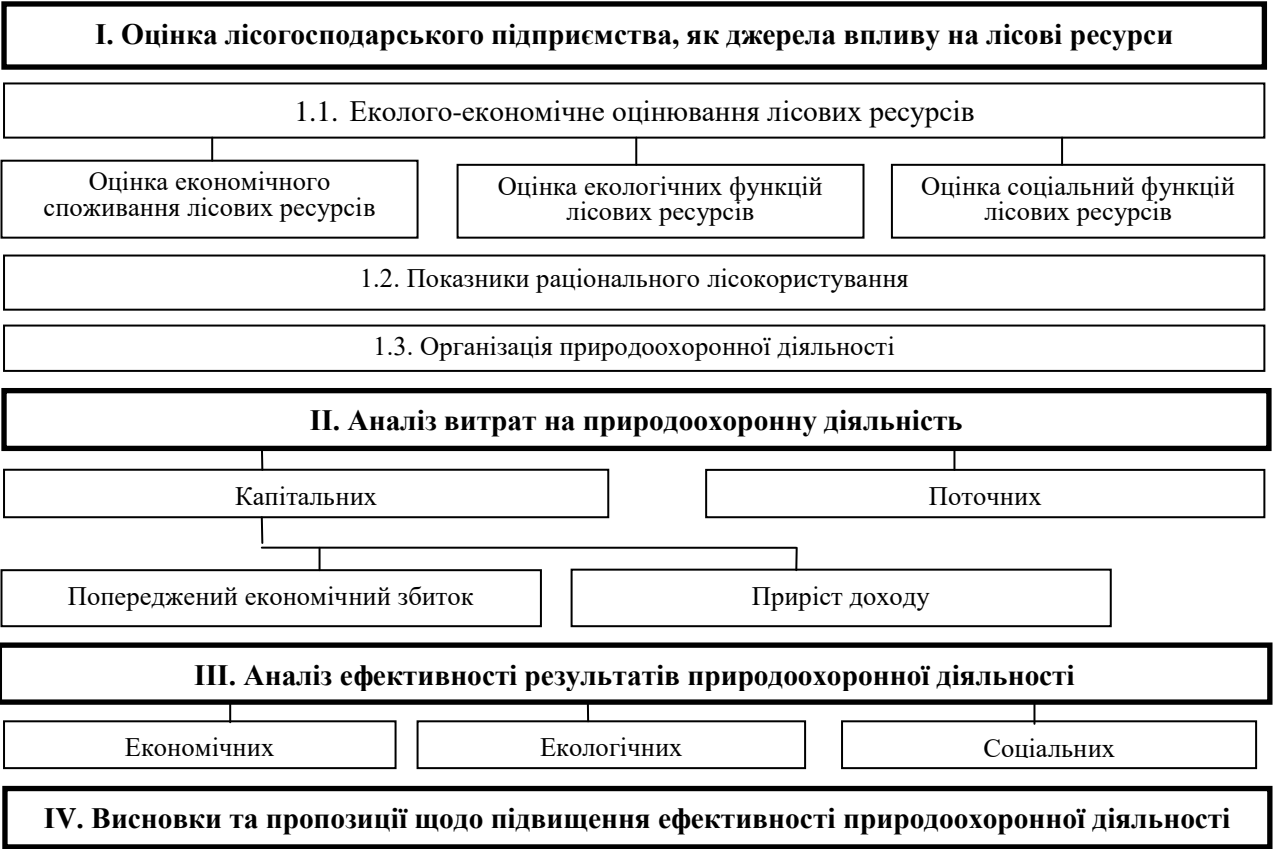 І. Оцінка лісогосподарського підприємства, як джерела впливу на лісові ресурси
1.1. Еколого-економічне оцінювання лісових ресурсів
Оцінка економічного
споживання лісових ресурсів
Оцінка екологічних функцій
лісових ресурсів
Оцінка соціальний функцій
лісових ресурсів
1.2. Показники раціонального лісокористування
1.3. Організація природоохоронної діяльності
ІІ. Аналіз витрат на природоохоронну діяльність
Капітальних
Поточних
Попереджений економічний збиток
Приріст доходу
ІІІ. Аналіз ефективності результатів природоохоронної діяльності
Економічних
Екологічних
Соціальних
IV. Висновки та пропозиції щодо підвищення ефективності природоохоронної діяльності